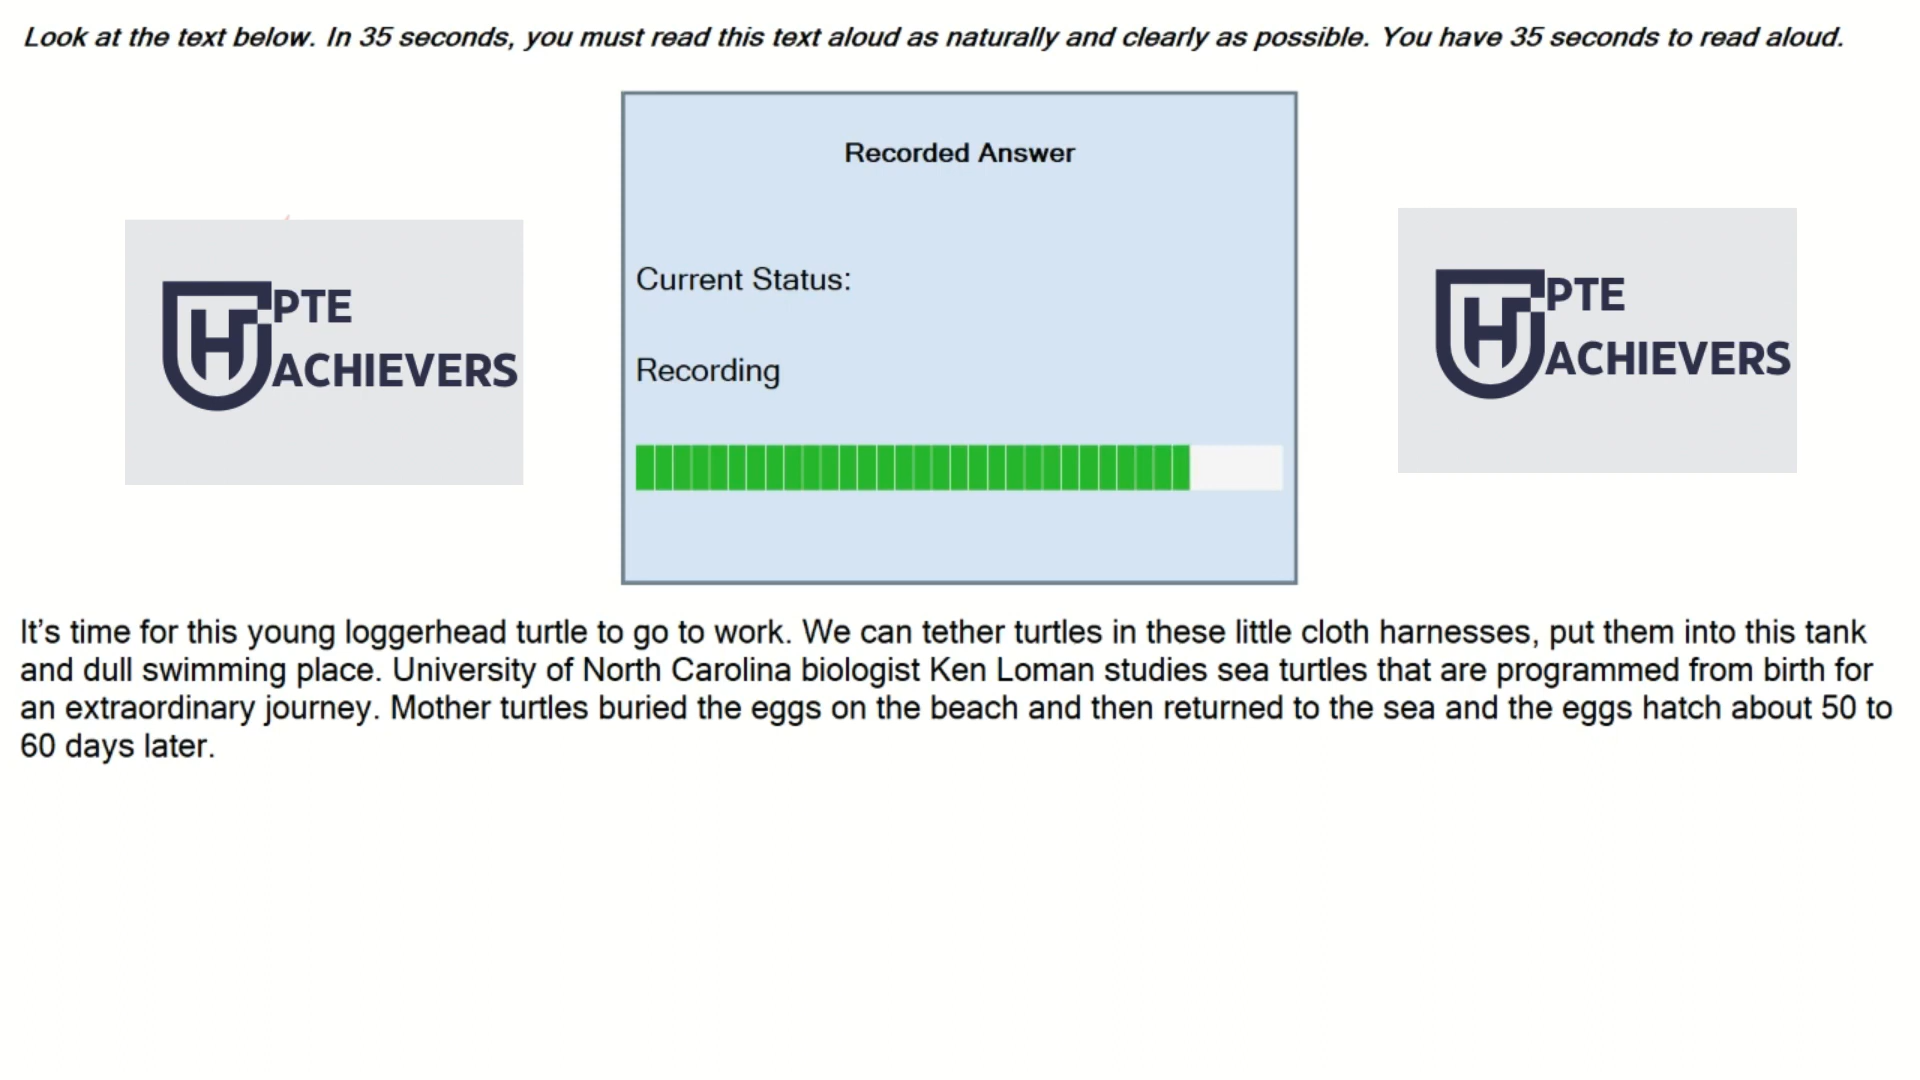 Look at the text below. In 35 seconds, you must read this text aloud as naturally and clearly as possible. You have 35 seconds to read aloud.
Recorded Answer
Current Status:
Recording
PTE
ACHIEVERS
PTE
ACHIEVERS
It’s time for this young loggerhead turtle to go to work. We can tether turtles in these little cloth harnesses, put them into this tank
and dull swimming place. University of North Carolina biologist Ken Loman studies sea turtles that are programmed from birth for
an extraordinary journey. Mother turtles buried the eggs on the beach and then returned to the sea and the eggs hatch about 50 to
60 days later.